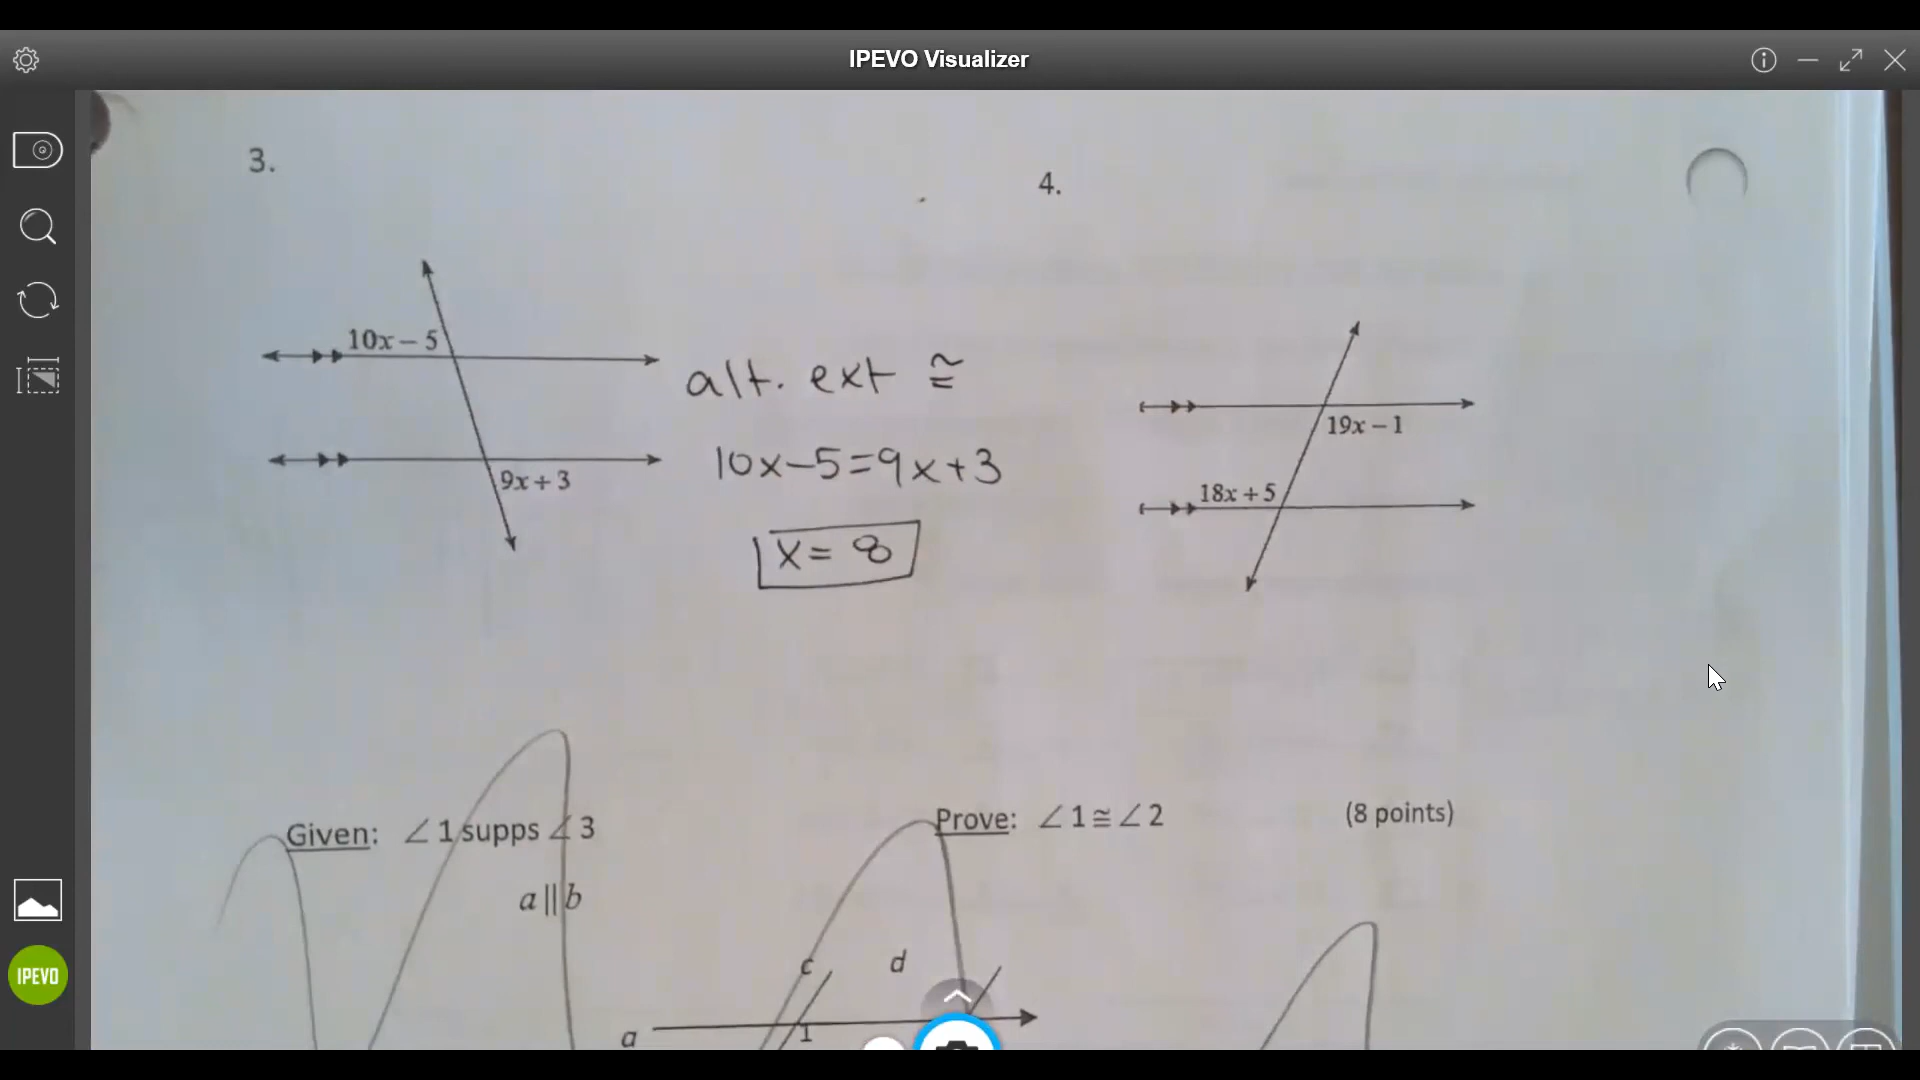 IPEVO Visualizer
3.
4.
10x – 5
9x + 3
alt. ext ≅
10x-5=9x+3
x = 8
19x – 1
18x + 5
Given: ∠1 supps ∠3
a || b
Prove: ∠1 ≅ ∠2
(8 points)
c
d
a
1
IPEVO